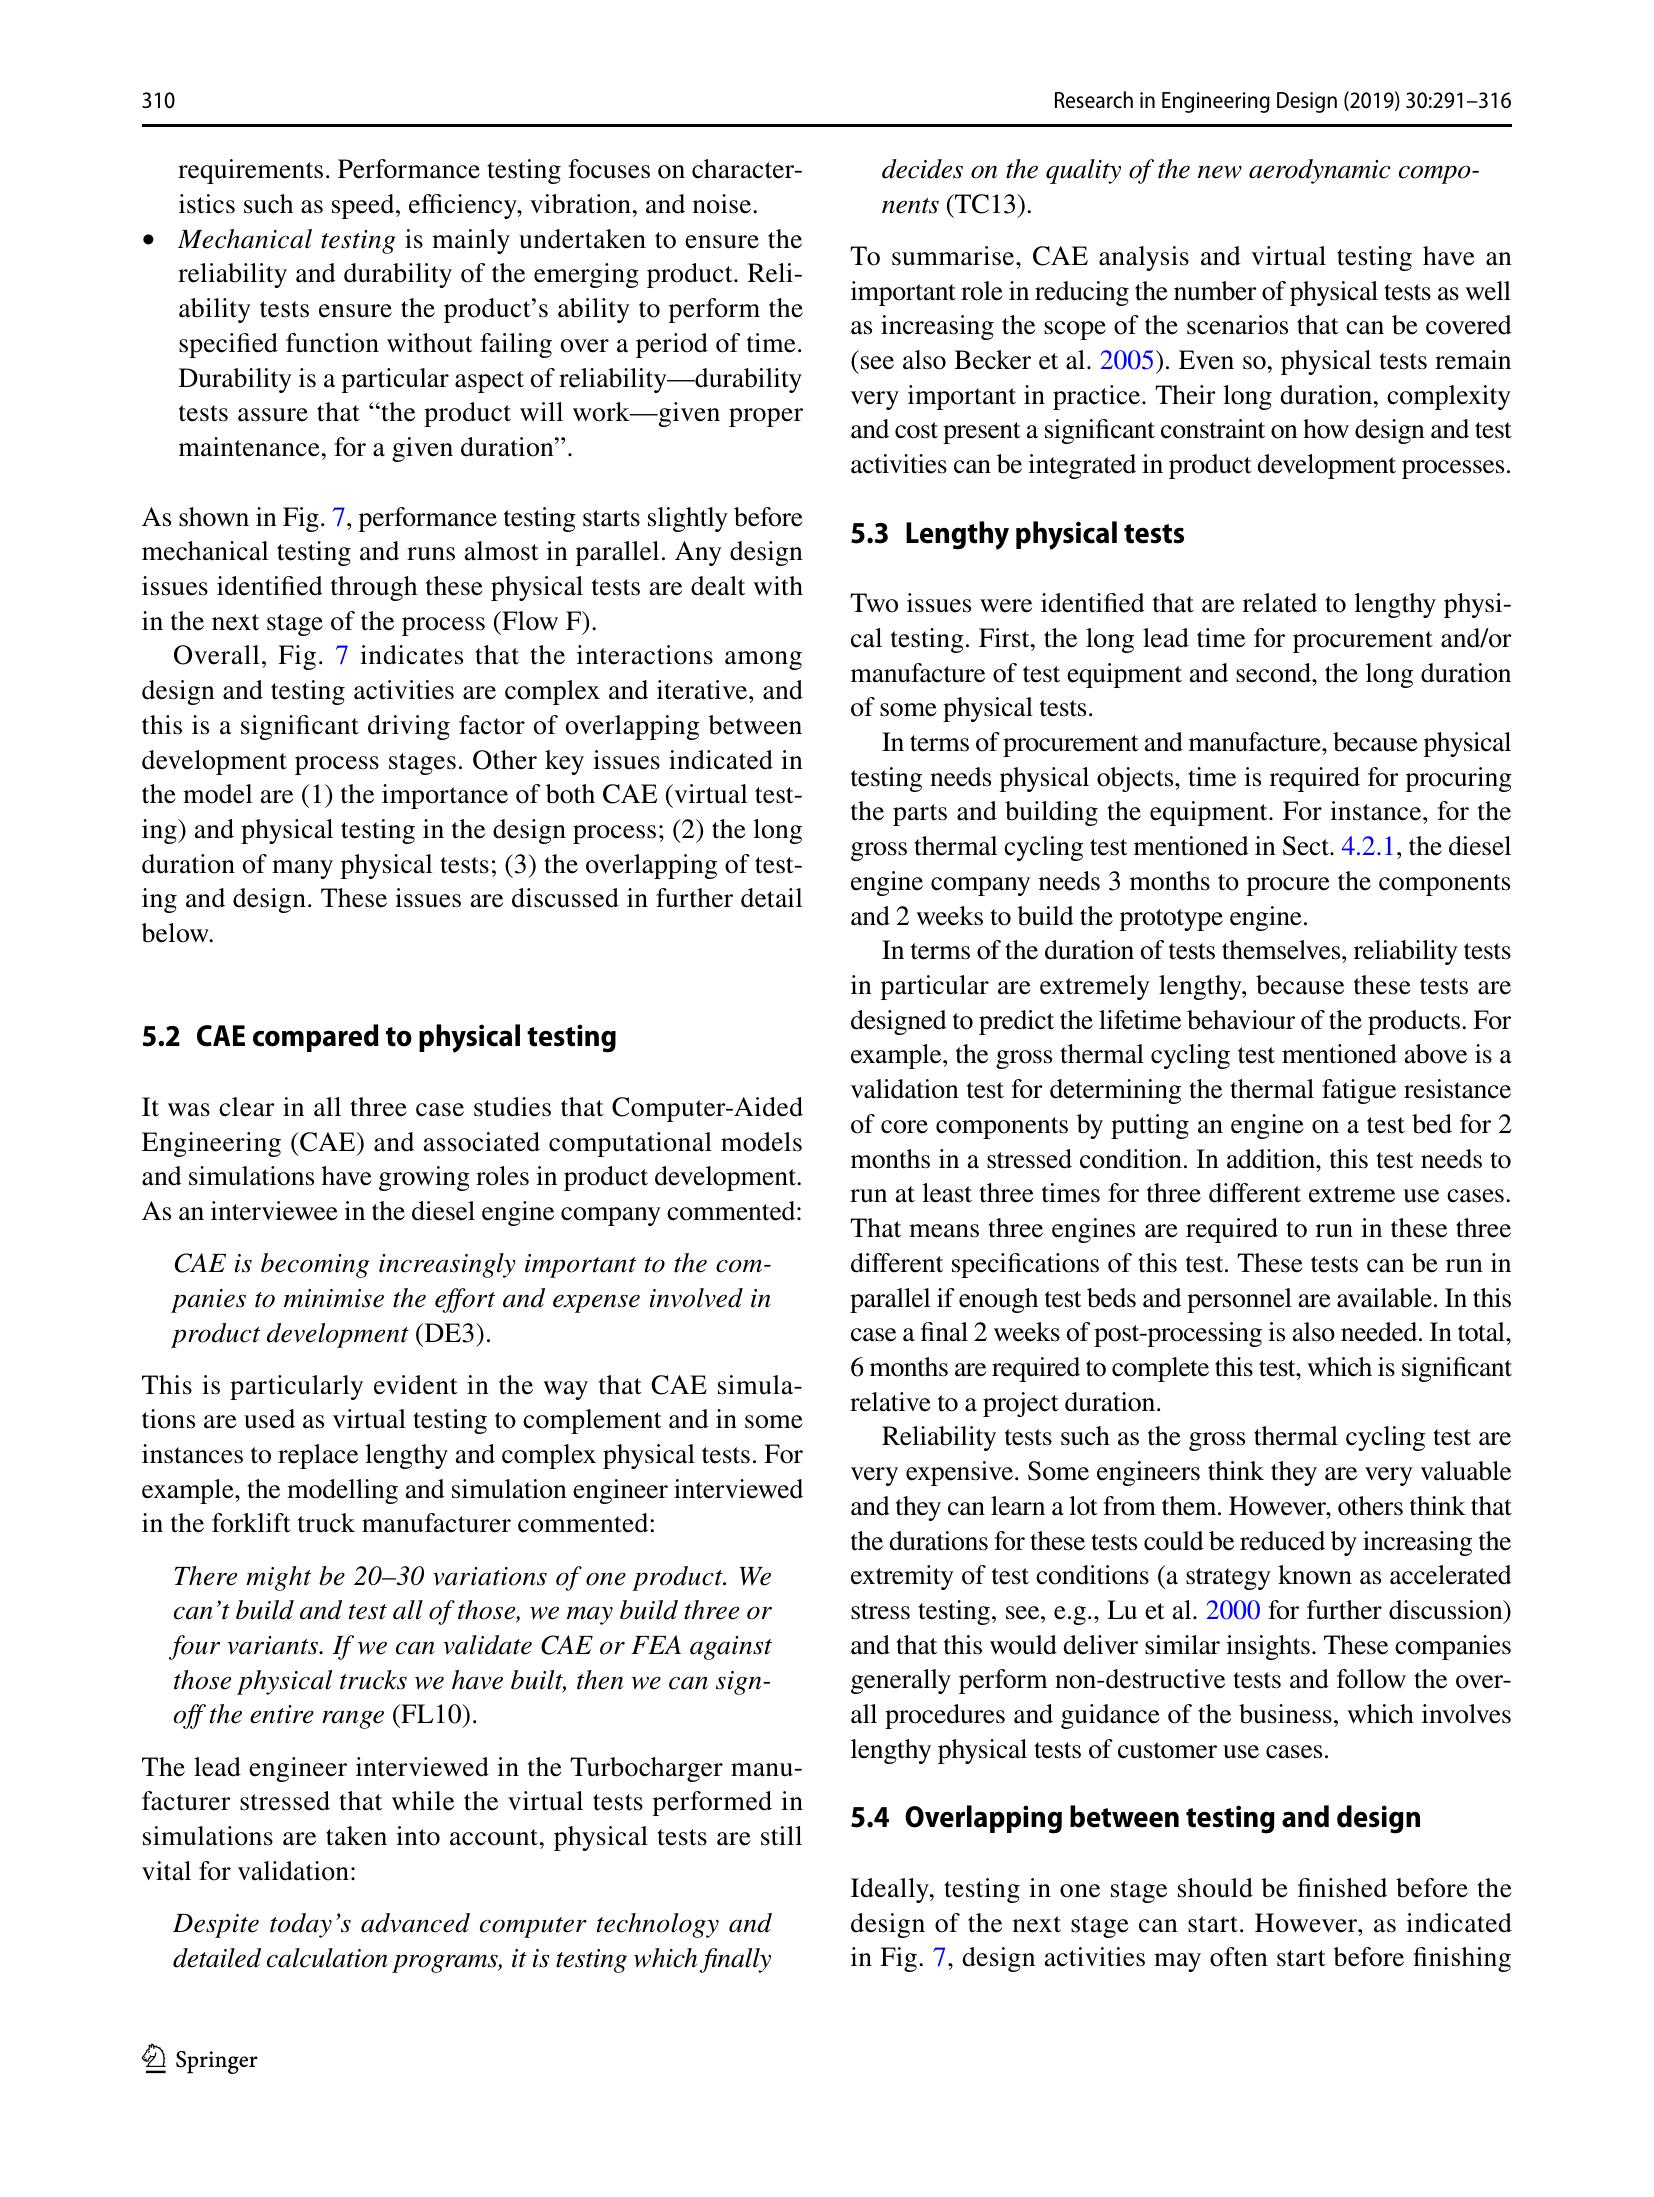 310
Research in Engineering Design (2019) 30:291–316
requirements. Performance testing focuses on character-
istics such as speed, efficiency, vibration, and noise.
• Mechanical testing is mainly undertaken to ensure the
reliability and durability of the emerging product. Reli-
ability tests ensure the product’s ability to perform the
specified function without failing over a period of time.
Durability is a particular aspect of reliability—durability
tests assure that “the product will work—given proper
maintenance, for a given duration”.
As shown in Fig. 7, performance testing starts slightly before
mechanical testing and runs almost in parallel. Any design
issues identified through these physical tests are dealt with
in the next stage of the process (Flow F).
Overall, Fig. 7 indicates that the interactions among
design and testing activities are complex and iterative, and
this is a significant driving factor of overlapping between
development process stages. Other key issues indicated in
the model are (1) the importance of both CAE (virtual test-
ing) and physical testing in the design process; (2) the long
duration of many physical tests; (3) the overlapping of test-
ing and design. These issues are discussed in further detail
below.
5.2 CAE compared to physical testing
It was clear in all three case studies that Computer-Aided
Engineering (CAE) and associated computational models
and simulations have growing roles in product development.
As an interviewee in the diesel engine company commented:
CAE is becoming increasingly important to the com-
panies to minimise the effort and expense involved in
product development (DE3).
This is particularly evident in the way that CAE simula-
tions are used as virtual testing to complement and in some
instances to replace lengthy and complex physical tests. For
example, the modelling and simulation engineer interviewed
in the forklift truck manufacturer commented:
There might be 20–30 variations of one product. We
can’t build and test all of those, we may build three or
four variants. If we can validate CAE or FEA against
those physical trucks we have built, then we can sign-
off the entire range (FL10).
The lead engineer interviewed in the Turbocharger manu-
facturer stressed that while the virtual tests performed in
simulations are taken into account, physical tests are still
vital for validation:
Despite today’s advanced computer technology and
detailed calculation programs, it is testing which finally
decides on the quality of the new aerodynamic compo-
nents (TC13).
To summarise, CAE analysis and virtual testing have an
important role in reducing the number of physical tests as well
as increasing the scope of the scenarios that can be covered
(see also Becker et al. 2005). Even so, physical tests remain
very important in practice. Their long duration, complexity
and cost present a significant constraint on how design and test
activities can be integrated in product development processes.
5.3 Lengthy physical tests
Two issues were identified that are related to lengthy physi-
cal testing. First, the long lead time for procurement and/or
manufacture of test equipment and second, the long duration
of some physical tests.
In terms of procurement and manufacture, because physical
testing needs physical objects, time is required for procuring
the parts and building the equipment. For instance, for the
gross thermal cycling test mentioned in Sect. 4.2.1, the diesel
engine company needs 3 months to procure the components
and 2 weeks to build the prototype engine.
In terms of the duration of tests themselves, reliability tests
in particular are extremely lengthy, because these tests are
designed to predict the lifetime behaviour of the products. For
example, the gross thermal cycling test mentioned above is a
validation test for determining the thermal fatigue resistance
of core components by putting an engine on a test bed for 2
months in a stressed condition. In addition, this test needs to
run at least three times for three different extreme use cases.
That means three engines are required to run in these three
different specifications of this test. These tests can be run in
parallel if enough test beds and personnel are available. In this
case a final 2 weeks of post-processing is also needed. In total,
6 months are required to complete this test, which is significant
relative to a project duration.
Reliability tests such as the gross thermal cycling test are
very expensive. Some engineers think they are very valuable
and they can learn a lot from them. However, others think that
the durations for these tests could be reduced by increasing the
extremity of test conditions (a strategy known as accelerated
stress testing, see, e.g., Lu et al. 2000 for further discussion)
and that this would deliver similar insights. These companies
generally perform non-destructive tests and follow the over-
all procedures and guidance of the business, which involves
lengthy physical tests of customer use cases.
5.4 Overlapping between testing and design
Ideally, testing in one stage should be finished before the
design of the next stage can start. However, as indicated
in Fig. 7, design activities may often start before finishing
Springer